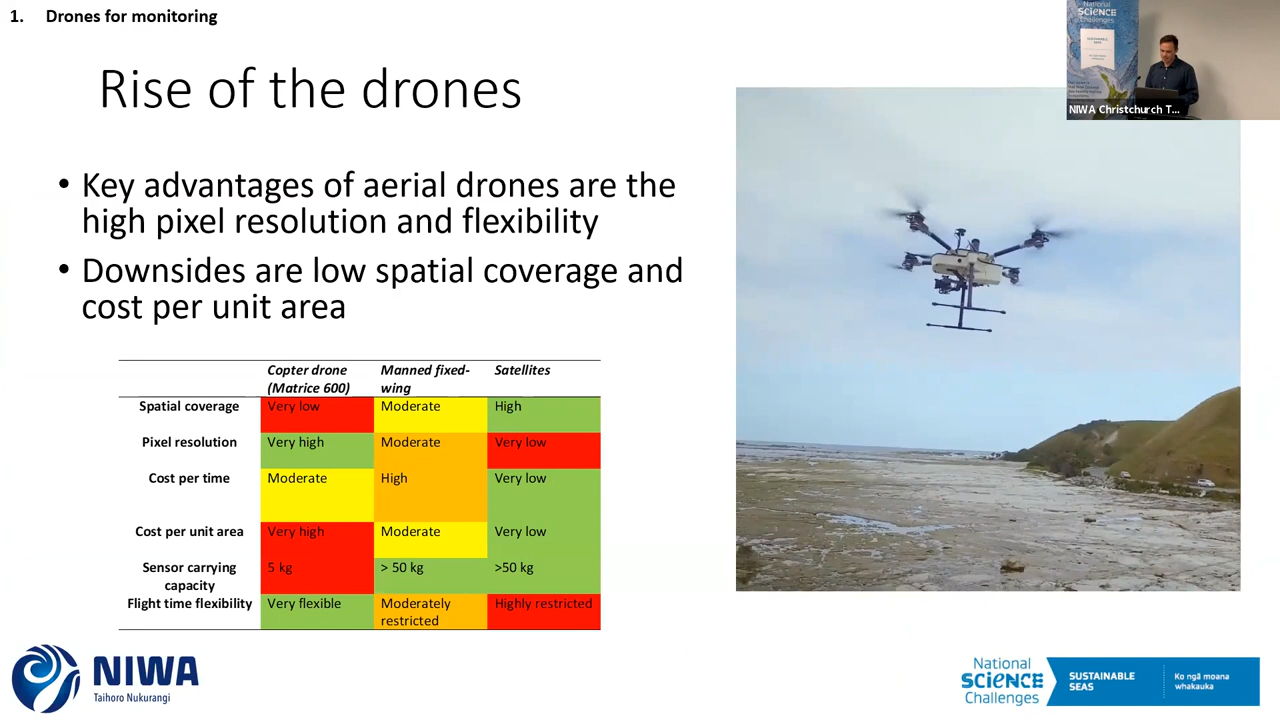 1. Drones for monitoring
National
SCIENCE
Challenges
SUSTAINABLE
SEAS
NIWA Christchurch T...
Rise of the drones
• Key advantages of aerial drones are the
high pixel resolution and flexibility
• Downsides are low spatial coverage and
cost per unit area
Copter drone Manned fixed- Satellites
(Matrice 600) wing
Spatial coverage Very low Moderate High
Pixel resolution Very high Moderate Very low
Cost per time Moderate High Very low
Cost per unit area Very high Moderate Very low
Sensor carrying 5 kg > 50 kg >50 kg
capacity
Flight time flexibility Very flexible Moderately Highly restricted
restricted
NIWA
Taihoro Nukurangi
National
SCIENCE
Challenges
SUSTAINABLE
SEAS
Ko ngā moana
whakauka